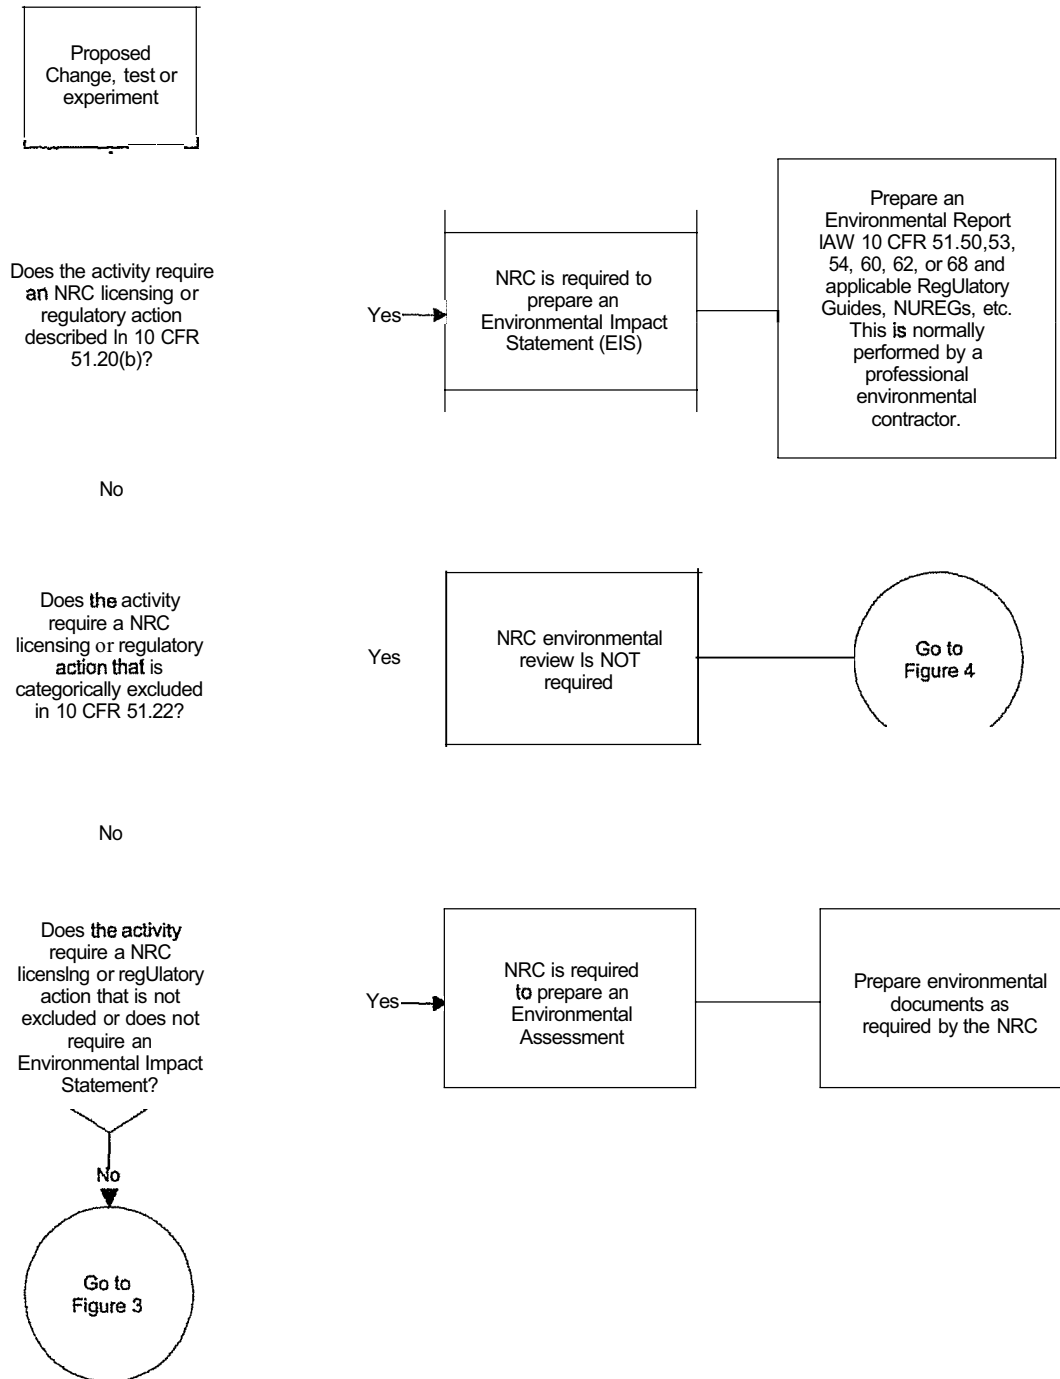 Proposed
Change, test or
experiment
Does the activity require
an NRC licensing or
regulatory action
described In 10 CFR
51.20(b)?
Yes
NRC is required to
prepare an
Environmental Impact
Statement (EIS)
Prepare an
Environmental Report
IAW 10 CFR 51.50,53,
54, 60, 62, or 68 and
applicable RegUlatory
Guides, NUREGs, etc.
This is normally
performed by a
professional
environmental
contractor.
No
Does the activity
require a NRC
licensing or regulatory
action that is
categorically excluded
in 10 CFR 51.22?
Yes
NRC environmental
review Is NOT
required
Go to
Figure 4
No
Does the activity
require a NRC
licenslng or regUlatory
action that is not
excluded or does not
require an
Environmental Impact
Statement?
Yes
NRC is required
to prepare an
Environmental
Assessment
Prepare environmental
documents as
required by the NRC
No
Go to
Figure 3